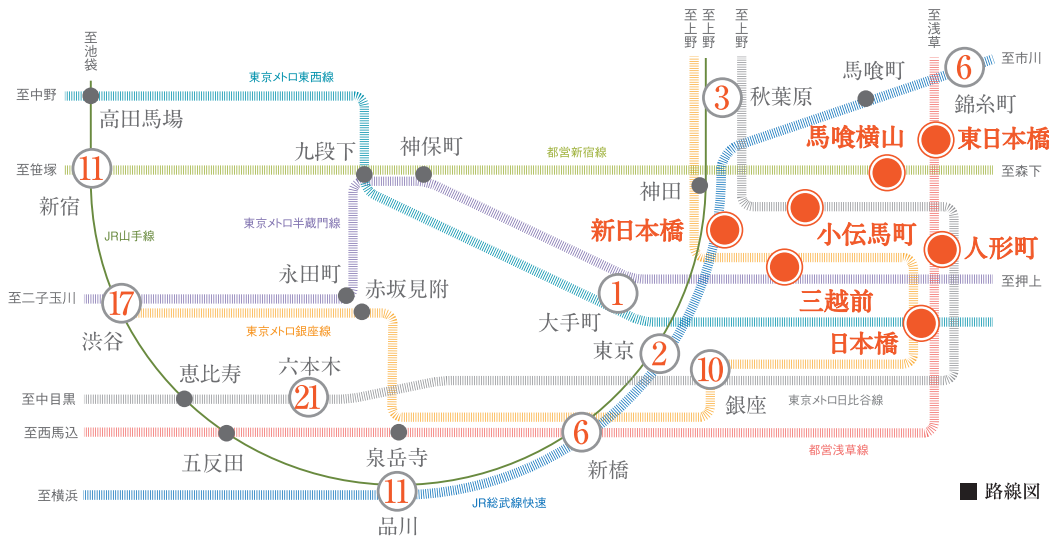 至池袋
至上野
至上野
至上野
至浅草
至市川
6
馬喰町
錦糸町
東京メトロ東西線
至中野
高田馬場
3
秋葉原
馬喰横山
東日本橋
九段下
神保町
都営新宿線
至笹塚
11
新宿
至森下
神田
東京メトロ半蔵門線
JR山手線
新日本橋
小伝馬町
人形町
永田町
赤坂見附
至二子玉川
17
渋谷
1
大手町
至押上
三越前
東京メトロ銀座線
日本橋
東京
2
六本木
恵比寿
10
銀座
21
至中目黒
東京メトロ日比谷線
至西馬込
五反田
泉岳寺
6
新橋
都営浅草線
至横浜
11
品川
JR総武線快速
路線図